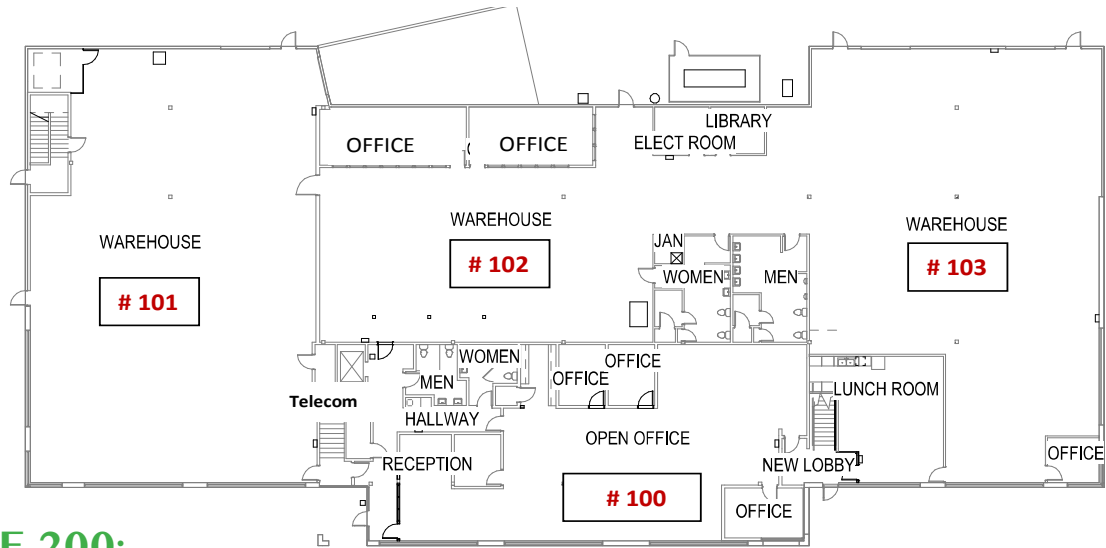 LIBRARY
OFFICE
OFFICE
ELECT ROOM
WAREHOUSE
WAREHOUSE
WAREHOUSE
JAN
# 101
# 102
WOMEN
MEN
# 103
WOMEN
OFFICE
MEN
OFFICE
LUNCH ROOM
Telecom
HALLWAY
OPEN OFFICE
RECEPTION
NEW LOBBY
OFFICE
# 100
OFFICE
E 200: